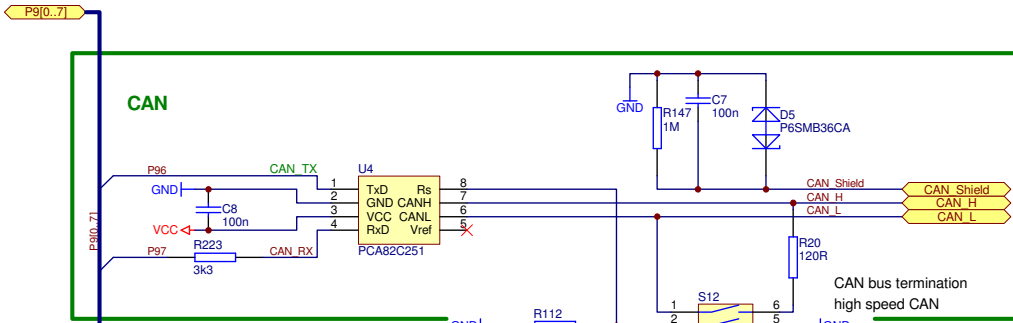 P9[0..7]
CAN
GND
R147
1M
C7
100n
D5
P6SMB36CA
P96
CAN_TX
U4
GND
C8
100n
VCC
1
2
3
4
TxD Rs
GND CANH
VCC CANL
RxD Vref
8
7
6
5
PCA82C251
P9[0..7]
P97
R223
3k3
CAN_RX
CAN_Shield
CAN_H
CAN_L
CAN_Shield
CAN_H
CAN_L
R20
120R
CAN bus termination
high speed CAN
S12
1
2
6
5
R112
GND
GND